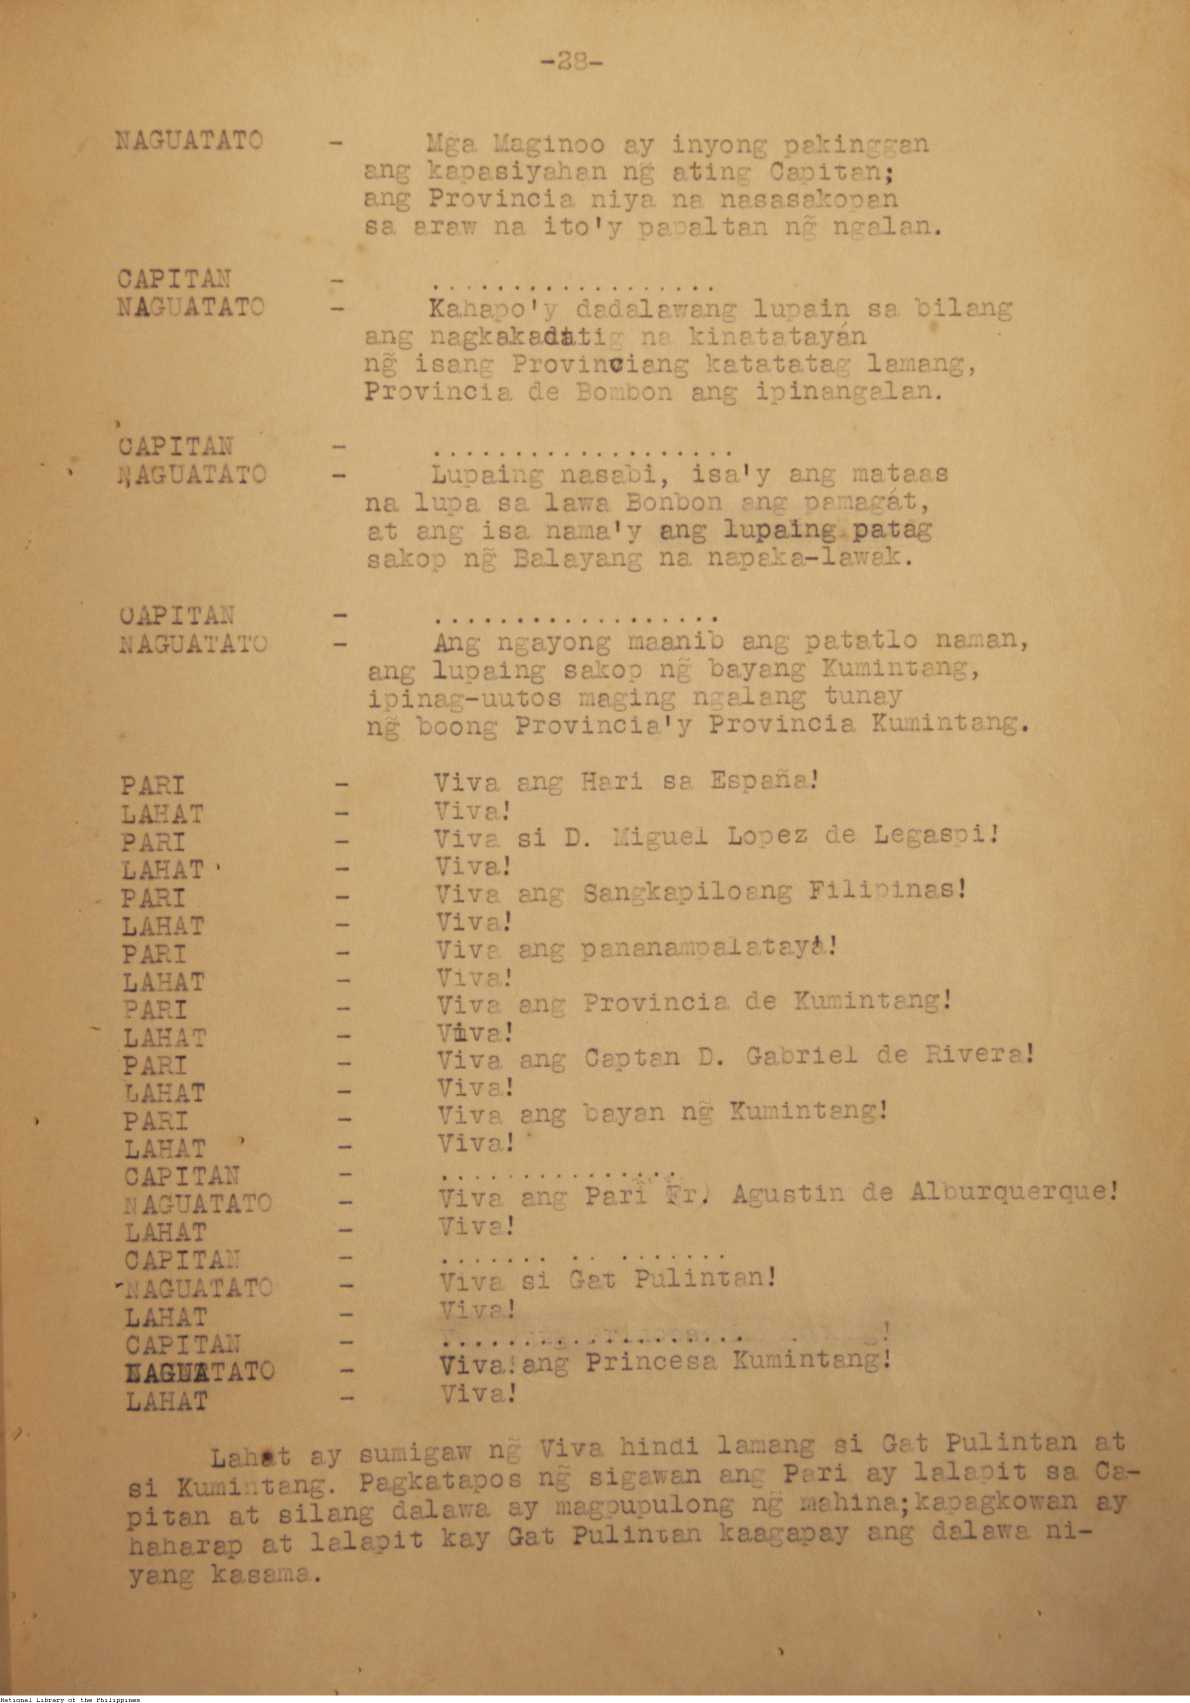 -28-
NAGUATATO - Mga Maginoo ay inyong pakinggan
ang kapasiyahan ng̃ ating Capitan;
ang Provincia niya na nasasakopan
sa araw na ito'y papaltan ng̃ ngalan.
CAPITAN - ..................
NAGUATATO - Kahapo'y dadalawang lupain sa bilang
ang nagkakadatig na kinatatayán
ng̃ isang Provinciang katatatag lamang,
Provincia de Bombon ang ipinangalan.
CAPITAN - ...................
NAGUATATO - Lupaing nasabi, isa'y ang mataas
na lupa sa lawa Bonbon ang pamagát,
at ang isa nama'y ang lupaing patag
sakop ng̃ Balayang na napaka-lawak.
CAPITAN - ..................
NAGUATATO - Ang ngayong maanib ang patatlo naman,
ang lupaing sakop ng̃ bayang Kumintang,
ipinag-uutos maging ngalang tunay
ng̃ boong Provincia'y Provincia Kumintang.
PARI - Viva ang Hari sa España!
LAHAT - Viva!
PARI - Viva si D. Miguel Lopez de Legaspi!
LAHAT - Viva!
PARI - Viva ang Sangkapiloang Filipinas!
LAHAT - Viva!
PARI - Viva ang pananampalataya!
LAHAT - Viva!
PARI - Viva ang Provincia de Kumintang!
LAHAT - Viva!
PARI - Viva ang Captan D. Gabriel de Rivera!
LAHAT - Viva!
PARI - Viva ang bayan ng̃ Kumintang!
LAHAT - Viva!
CAPITAN - ...............
NAGUATATO - Viva ang Pari Fr. Agustin de Alburquerque!
LAHAT - Viva!
CAPITAN - ....... .. .......
NAGUATATO - Viva si Gat Pulintan!
LAHAT - Viva!
CAPITAN - ................... . !
NAGUATATO - Viva ang Princesa Kumintang!
LAHAT - Viva!
Lahat ay sumigaw ng̃ Viva hindi lamang si Gat Pulintan at
si Kumintang. Pagkatapos ng̃ sigawan ang Pari ay lalapit sa Ca-
pitan at silang dalawa ay magpupulong ng̃ mahina;kapagkowan ay
haharap at lalapit kay Gat Pulintan kaagapay ang dalawa ni-
yang kasama.
National Library of the Philippines